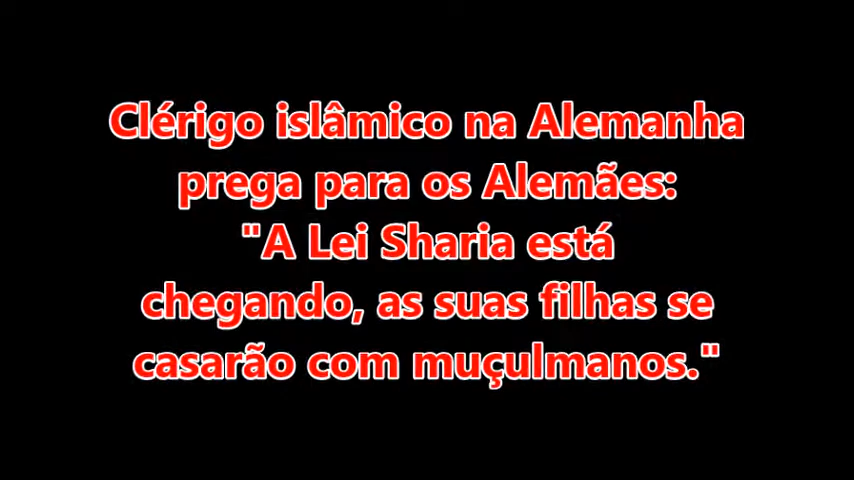 Clérigo islâmico na Alemanha
prega para os Alemães:
"A Lei Sharia está
chegando, as suas filhas se
casarão com muçulmanos."